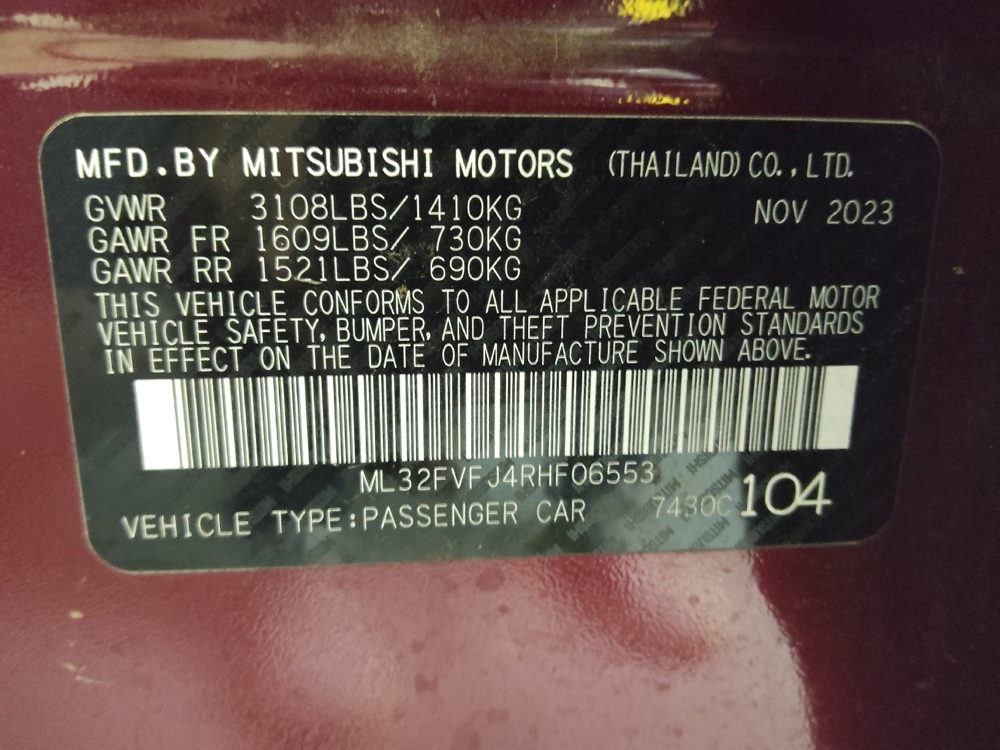 MFD.BY MITSUBISHI MOTORS (THAILAND) CO., LTD.
GVWR 3108LBS/1410KG NOV 2023
GAWR FR 1609LBS/ 730KG
GAWR RR 1521LBS/ 690KG
THIS VEHICLE CONFORMS TO ALL APPLICABLE FEDERAL MOTOR
VEHICLE SAFETY, BUMPER, AND THEFT PREVENTION STANDARDS
IN EFFECT ON THE DATE OF MANUFACTURE SHOWN ABOVE.
ML32FVFJ4RHF06553
VEHICLE TYPE:PASSENGER CAR 7430C 104